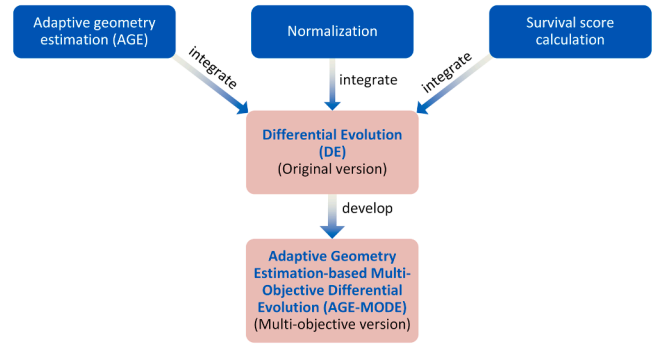 Adaptive geometry
estimation (AGE)
Normalization
Survival score
calculation
integrate
integrate
integrate
Differential Evolution
(DE)
(Original version)
develop
Adaptive Geometry
Estimation-based Multi-
Objective Differential
Evolution (AGE-MODE)
(Multi-objective version)